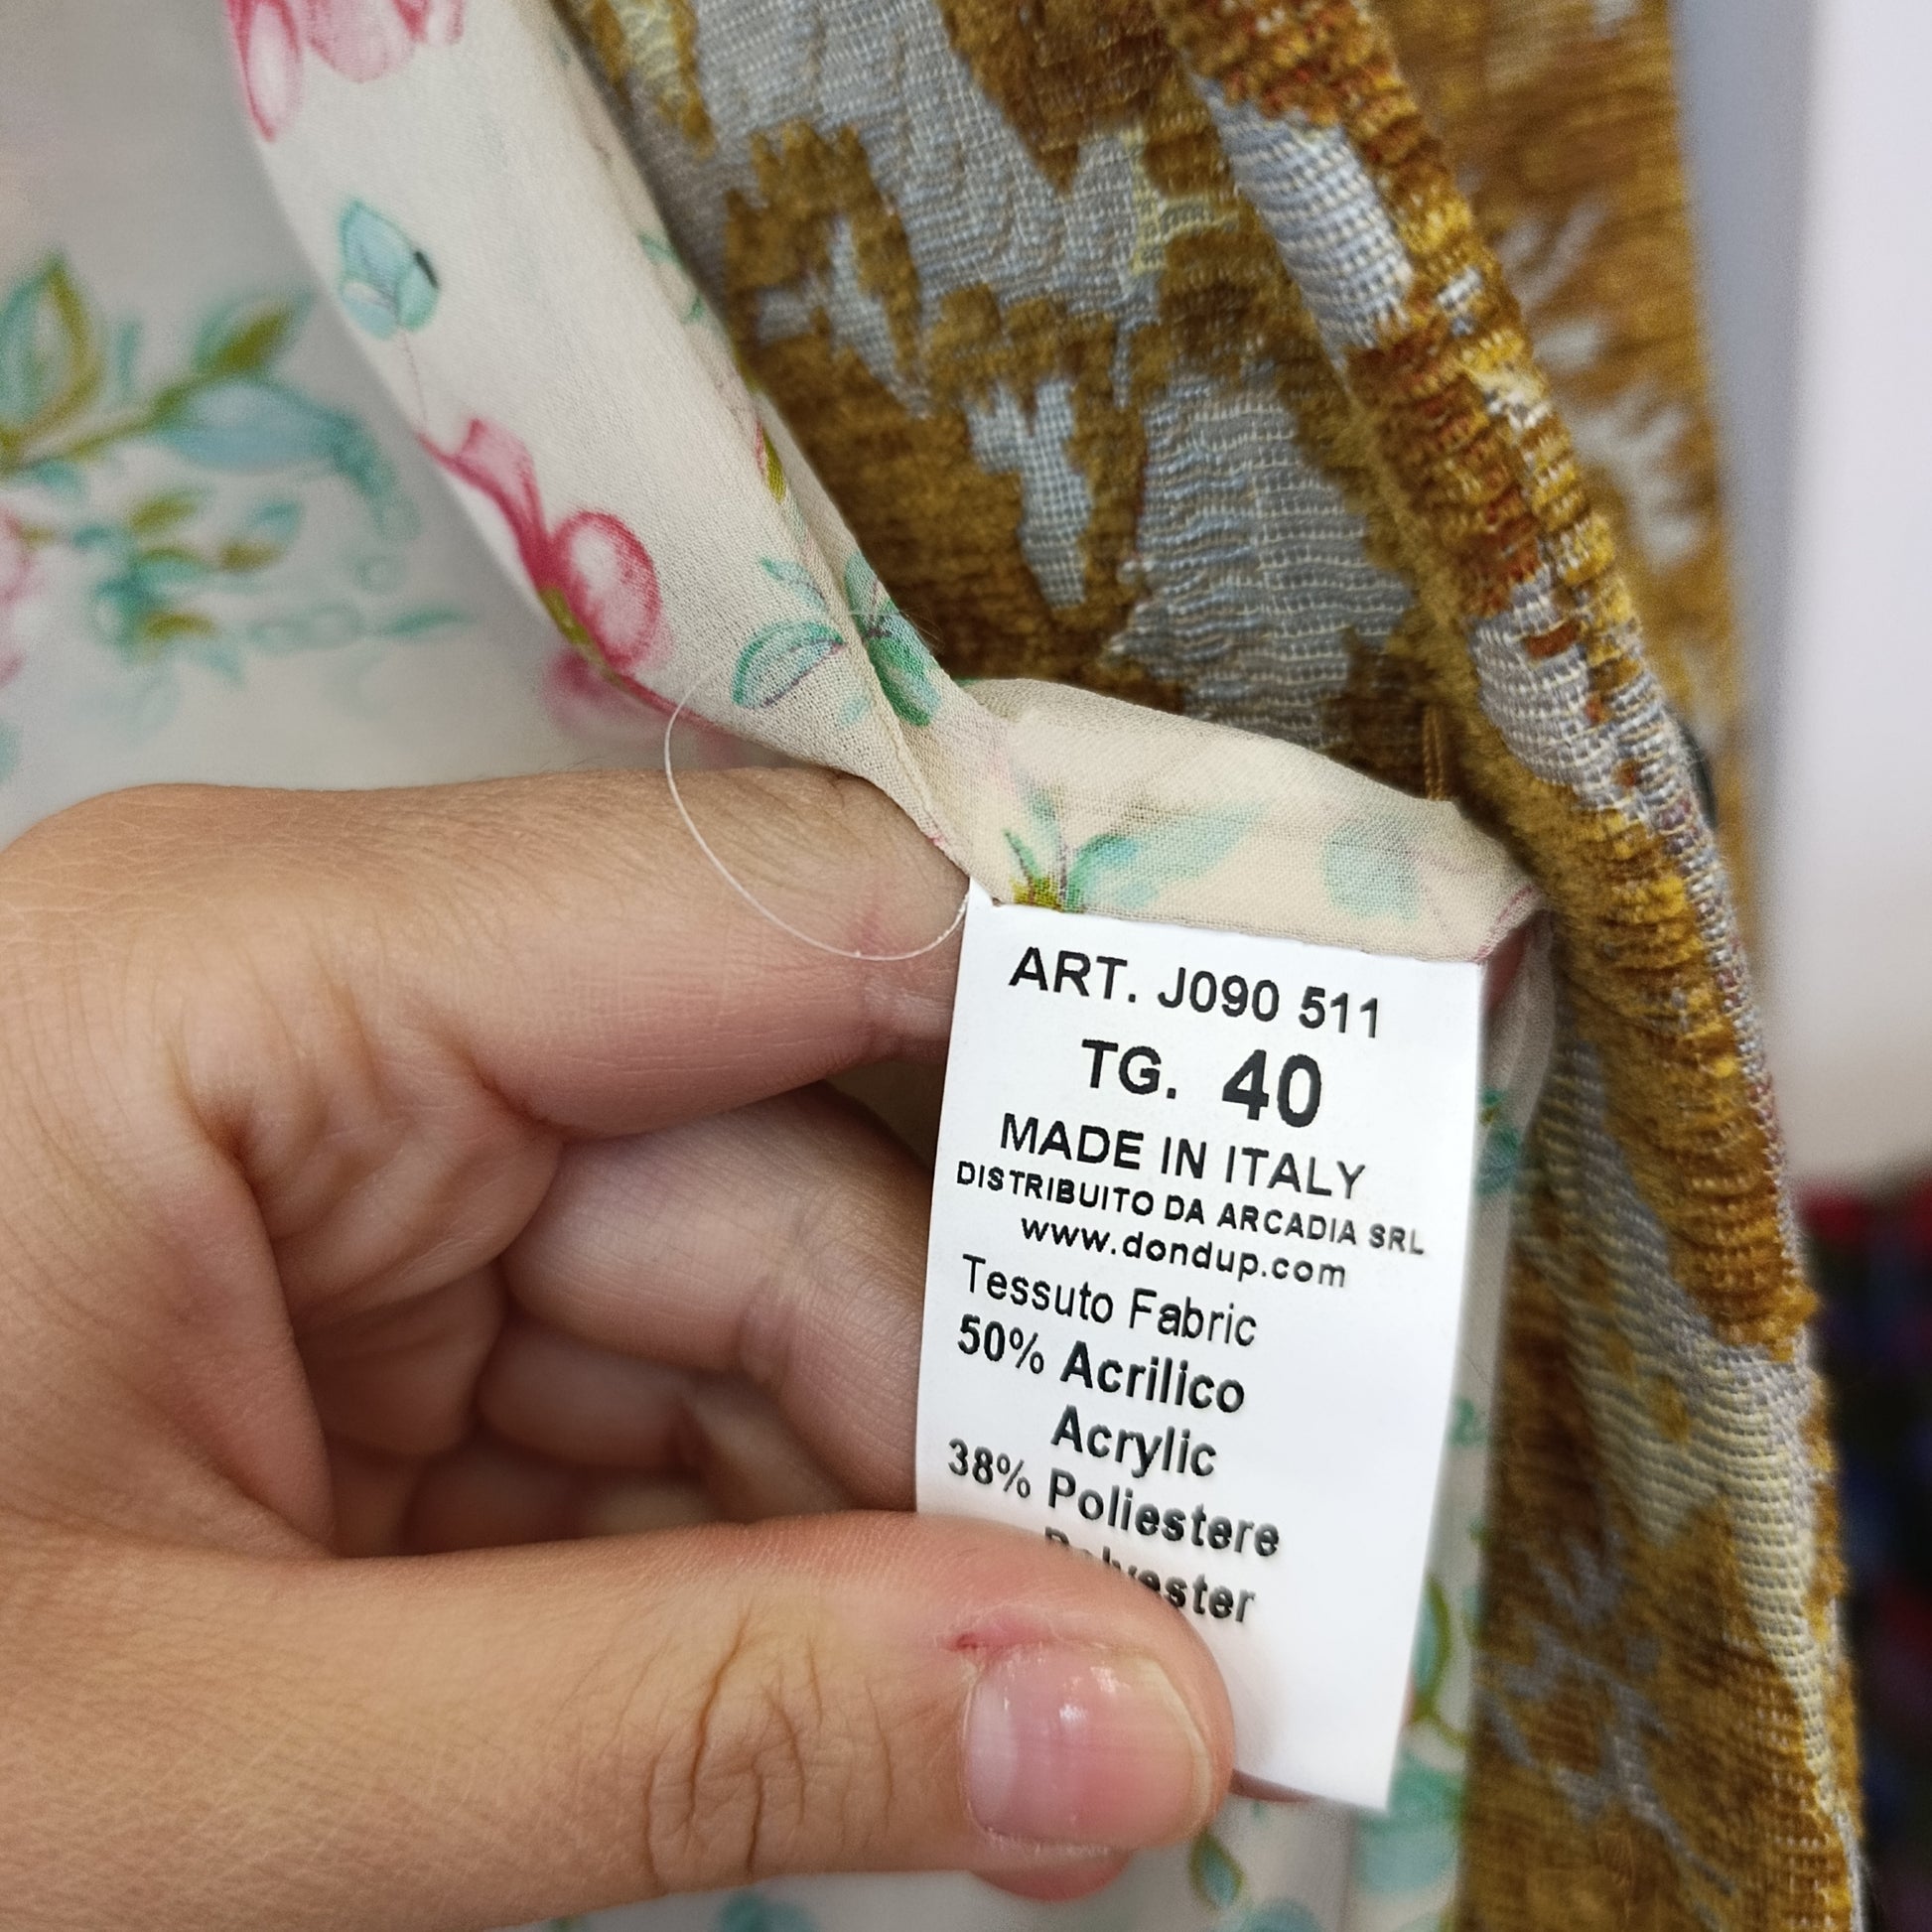 ART. J090 511
TG. 40
MADE IN ITALY
DISTRIBUITO DA ARCADIA SRL
www.dondup.com
Tessuto Fabric
50% Acrilico
Acrylic
38% Poliestere
Polyester